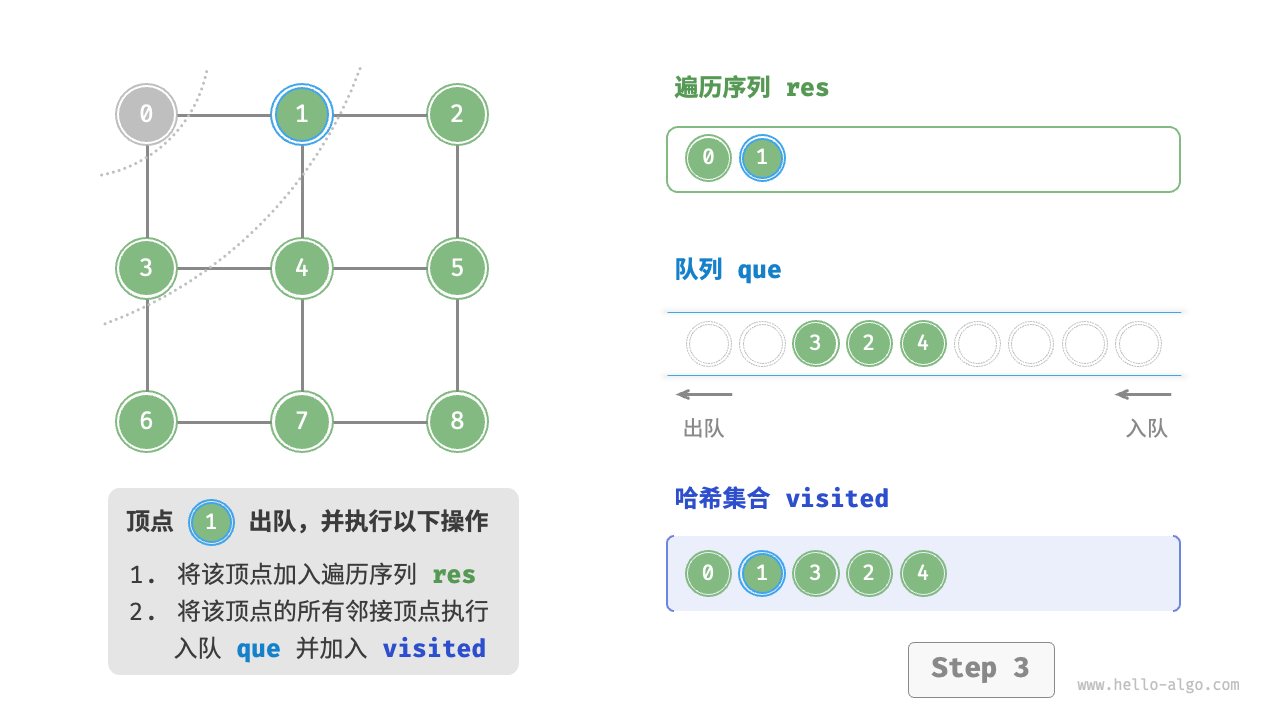 0 1 2
3 4 5
6 7 8
顶点 1 出队，并执行以下操作
1. 将该顶点加入遍历序列 res
2. 将该顶点的所有邻接顶点执行
入队 que 并加入 visited
遍历序列 res
0 1
队列 que
3 2 4
出队 入队
哈希集合 visited
0 1 3 2 4
Step 3
www.hello-algo.com